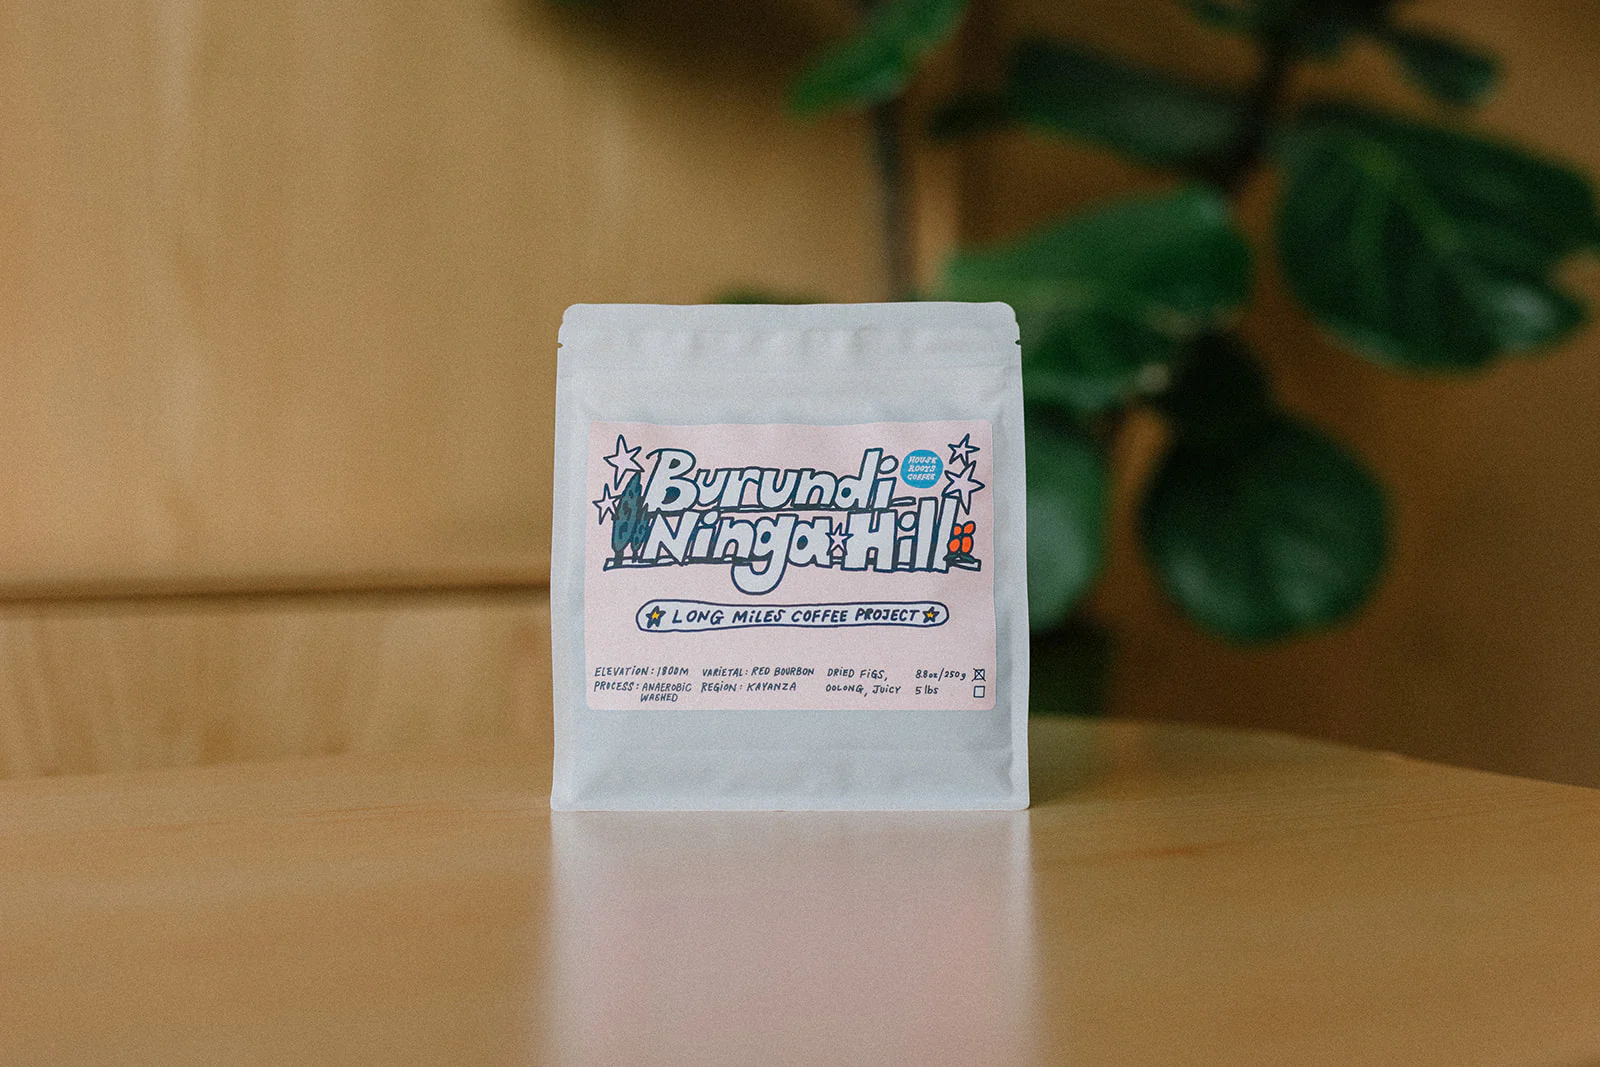 Burundi
HOUSE
ROOTS
COFFEE
Ninga Hill
LONG MiLES COFFEE PROJECT
ELEVATiON: 1800M VARIETAL: RED BOURBON DRIED FiGS, 8.8oz/250g
PROCESS: ANAEROBIC REGION: KAYANZA OOLONG, JUiCY 5 lbs
WASHED